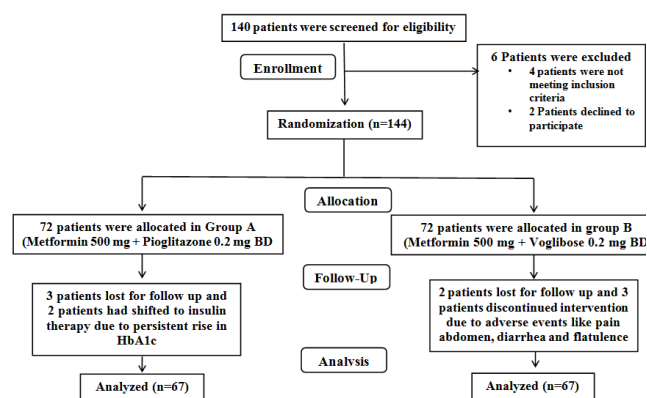 140 patients were screened for eligibility
Enrollment
6 Patients were excluded
• 4 patients were not
meeting inclusion
criteria
• 2 Patients declined to
participate
Randomization (n=144)
Allocation
72 patients were allocated in Group A
(Metformin 500 mg + Pioglitazone 0.2 mg BD
72 patients were allocated in group B
(Metformin 500 mg + Voglibose 0.2 mg BD
Follow-Up
3 patients lost for follow up and
2 patients had shifted to insulin
therapy due to persistent rise in
HbA1c
2 patients lost for follow up and 3
patients discontinued intervention
due to adverse events like pain
abdomen, diarrhea and flatulence
Analysis
Analyzed (n=67)
Analyzed (n=67)